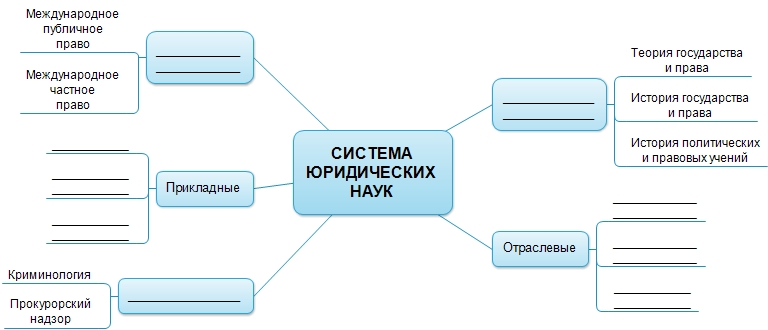 Международное
публичное
право
Международное
частное
право
Прикладные
Криминология
Прокурорский
надзор
СИСТЕМА
ЮРИДИЧЕСКИХ
НАУК
Теория государства
и права
История государства
и права
История политических
и правовых учений
Отраслевые